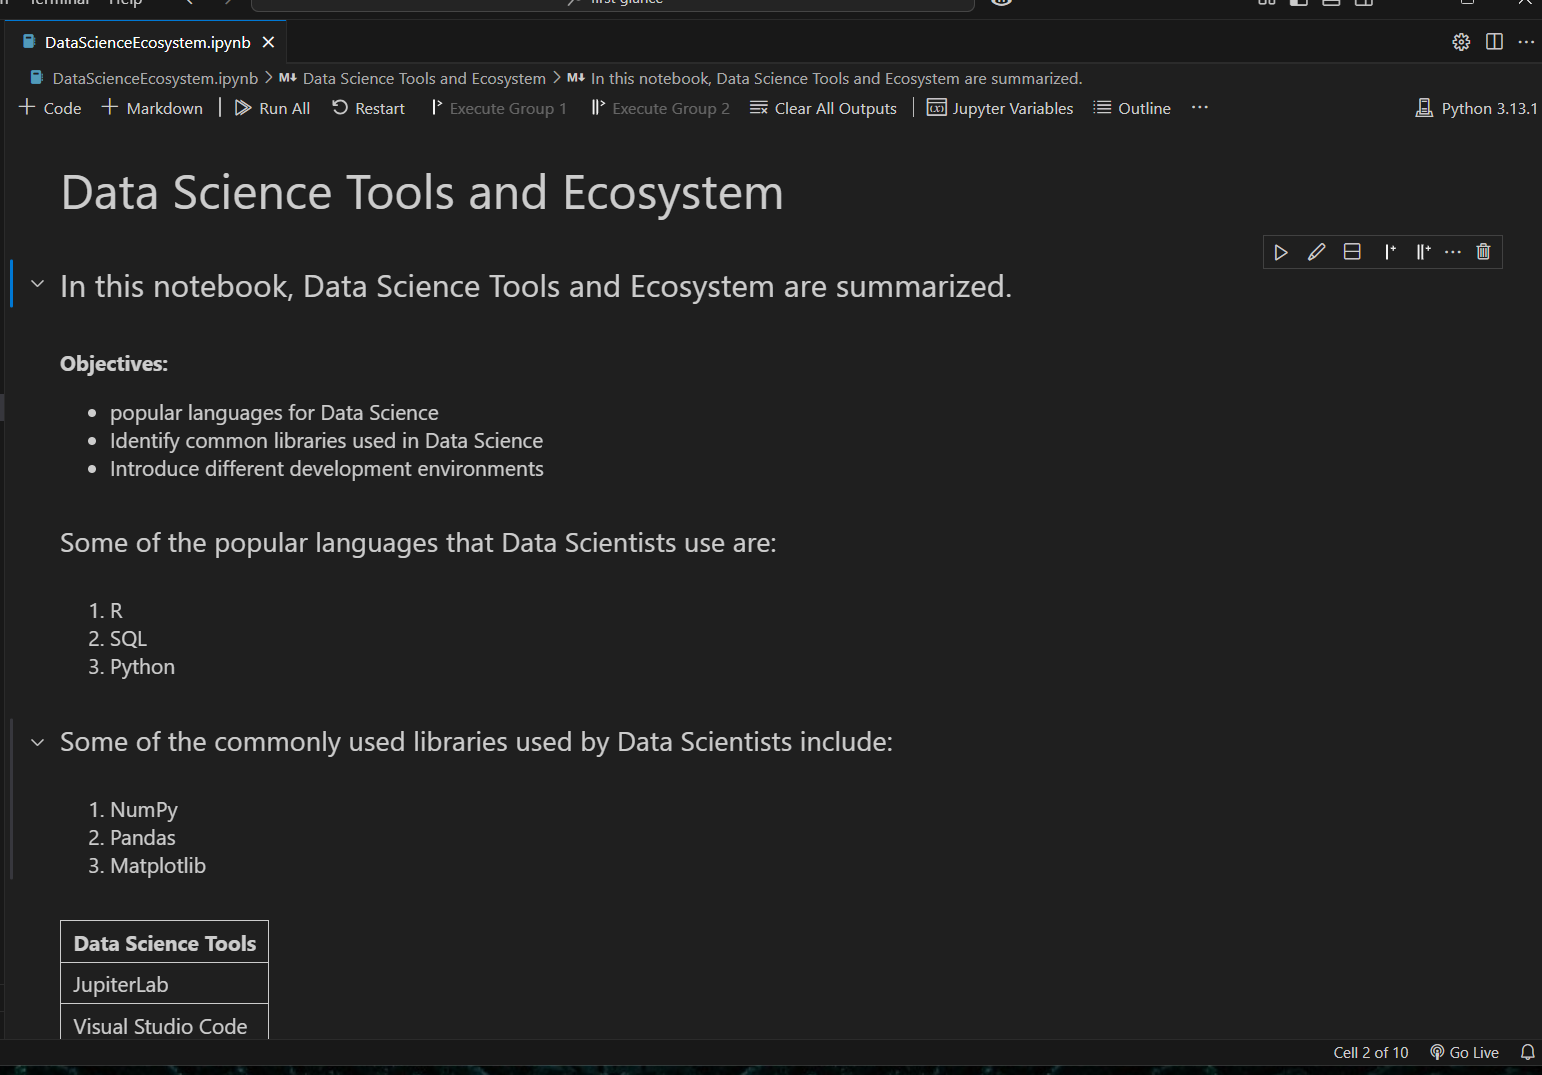 Terminal Help first glance
DataScienceEcosystem.ipynb
DataScienceEcosystem.ipynb > M↓ Data Science Tools and Ecosystem > M↓ In this notebook, Data Science Tools and Ecosystem are summarized.
+ Code + Markdown | Run All Restart Execute Group 1 Execute Group 2 Clear All Outputs | Jupyter Variables Outline ... Python 3.13.1
Data Science Tools and Ecosystem
In this notebook, Data Science Tools and Ecosystem are summarized.
Objectives:
• popular languages for Data Science
• Identify common libraries used in Data Science
• Introduce different development environments
Some of the popular languages that Data Scientists use are:
1. R
2. SQL
3. Python
Some of the commonly used libraries used by Data Scientists include:
1. NumPy
2. Pandas
3. Matplotlib
Data Science Tools
JupiterLab
Visual Studio Code
Cell 2 of 10 Go Live